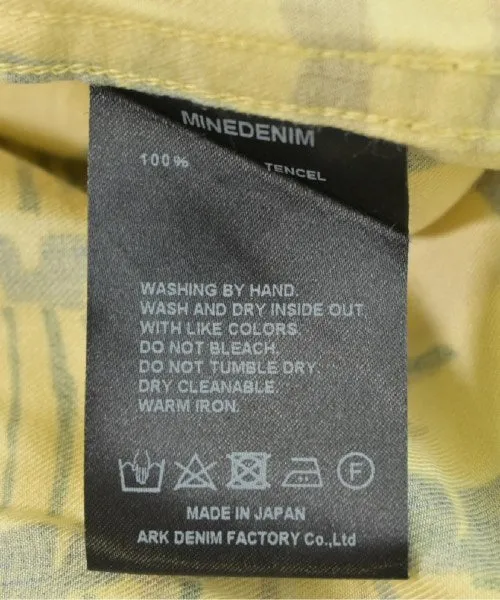 MINEDENIM
100% TENCEL
WASHING BY HAND.
WASH AND DRY INSIDE OUT
WITH LIKE COLORS.
DO NOT BLEACH.
DO NOT TUMBLE DRY.
DRY CLEANABLE.
WARM IRON.
F
MADE IN JAPAN
ARK DENIM FACTORY Co.,Ltd